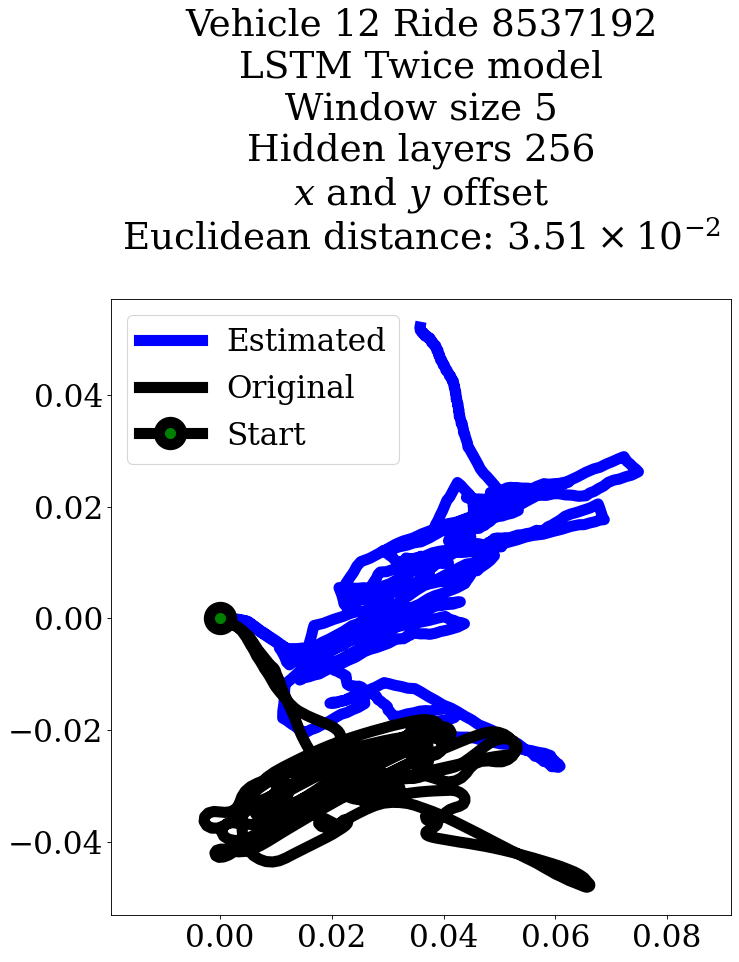 Vehicle 12 Ride 8537192
LSTM Twice model
Window size 5
Hidden layers 256
x and y offset
Euclidean distance: 3.51 × 10⁻²
Estimated
Original
Start
0.04
0.02
0.00
−0.02
−0.04
0.00 0.02 0.04 0.06 0.08